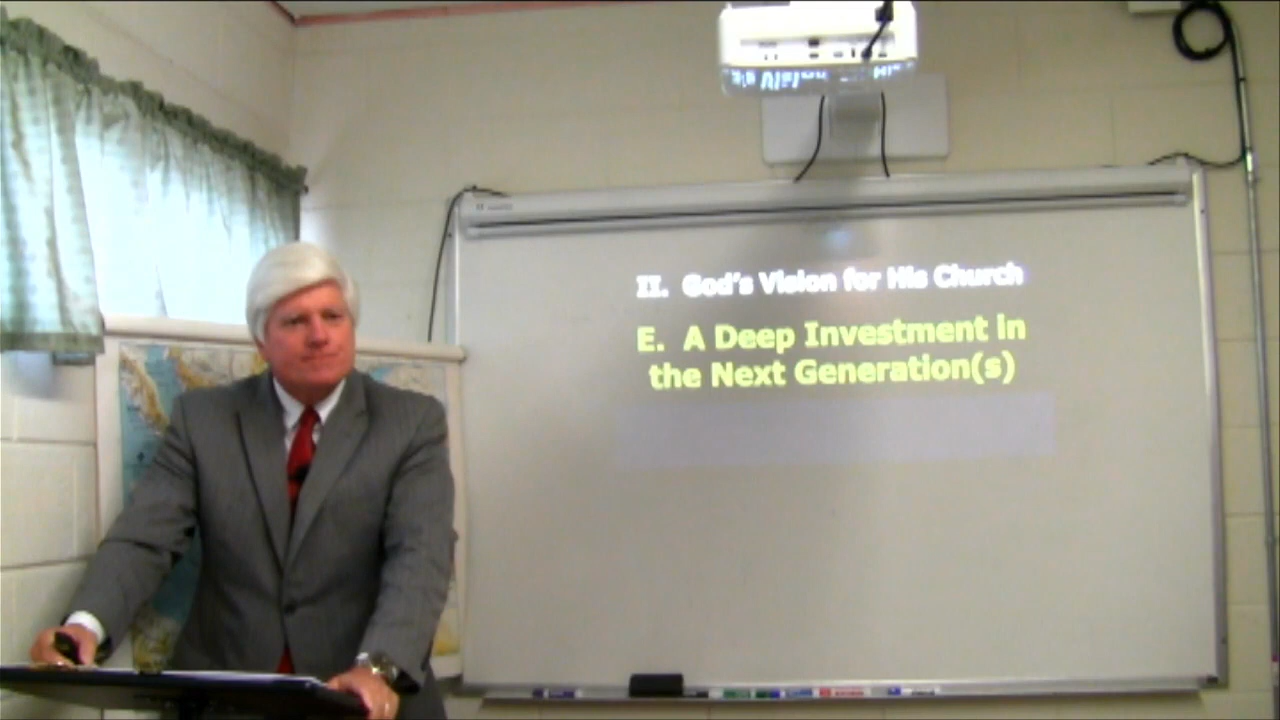 II. God's Vision for His Church
E. A Deep Investment in
the Next Generation(s)